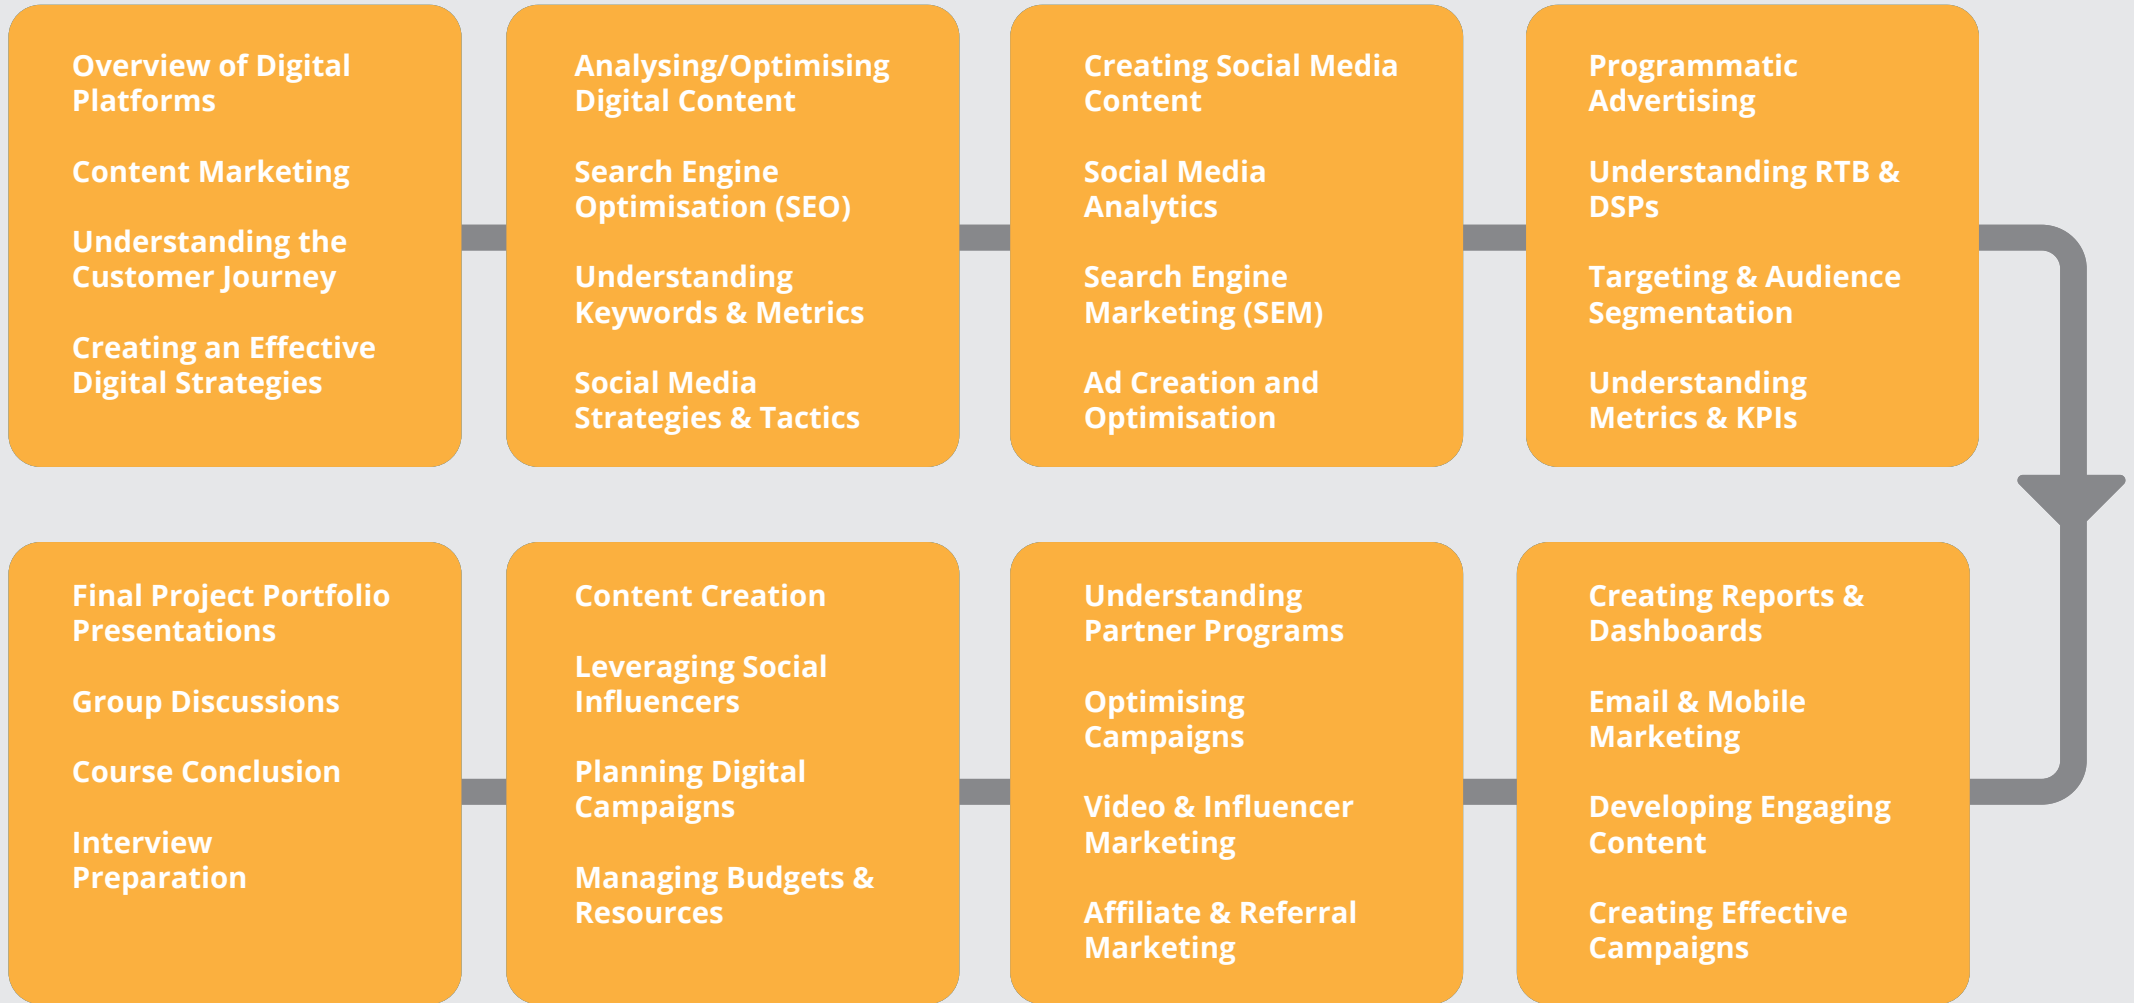 Overview of Digital
Platforms
Content Marketing
Understanding the
Customer Journey
Creating an Effective
Digital Strategies
Analysing/Optimising
Digital Content
Search Engine
Optimisation (SEO)
Understanding
Keywords & Metrics
Social Media
Strategies & Tactics
Creating Social Media
Content
Social Media
Analytics
Search Engine
Marketing (SEM)
Ad Creation and
Optimisation
Programmatic
Advertising
Understanding RTB &
DSPs
Targeting & Audience
Segmentation
Understanding
Metrics & KPIs
Creating Reports &
Dashboards
Email & Mobile
Marketing
Developing Engaging
Content
Creating Effective
Campaigns
Understanding
Partner Programs
Optimising
Campaigns
Video & Influencer
Marketing
Affiliate & Referral
Marketing
Content Creation
Leveraging Social
Influencers
Planning Digital
Campaigns
Managing Budgets &
Resources
Final Project Portfolio
Presentations
Group Discussions
Course Conclusion
Interview
Preparation